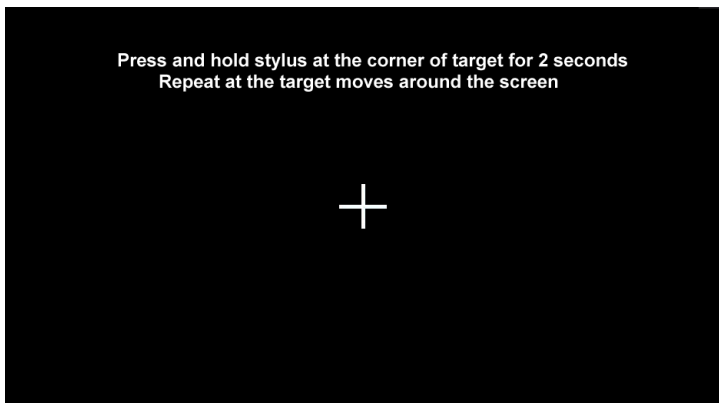 Press and hold stylus at the corner of target for 2 seconds
Repeat at the target moves around the screen